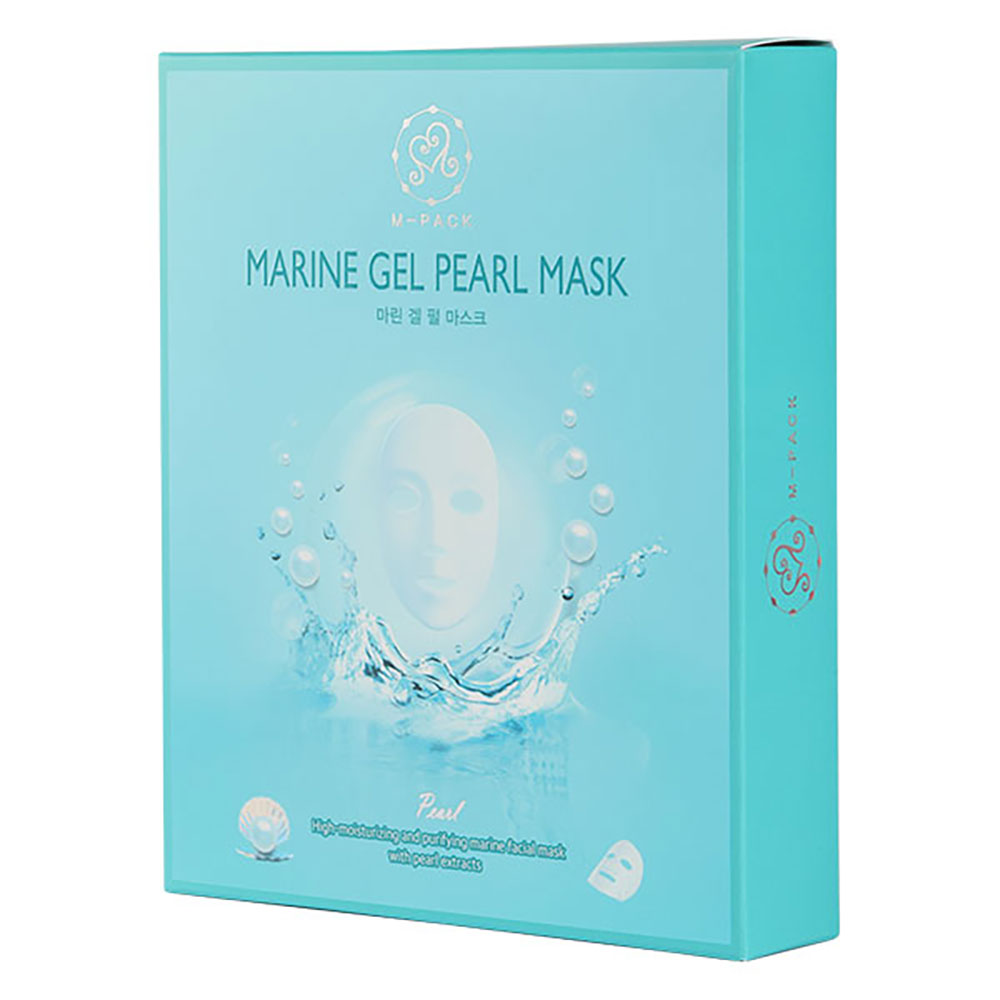 M-PACK
MARINE GEL PEARL MASK
마린 겔 펄 마스크
Pearl
High-moisturizing and purifying marine facial mask
with pearl extracts
M-PACK